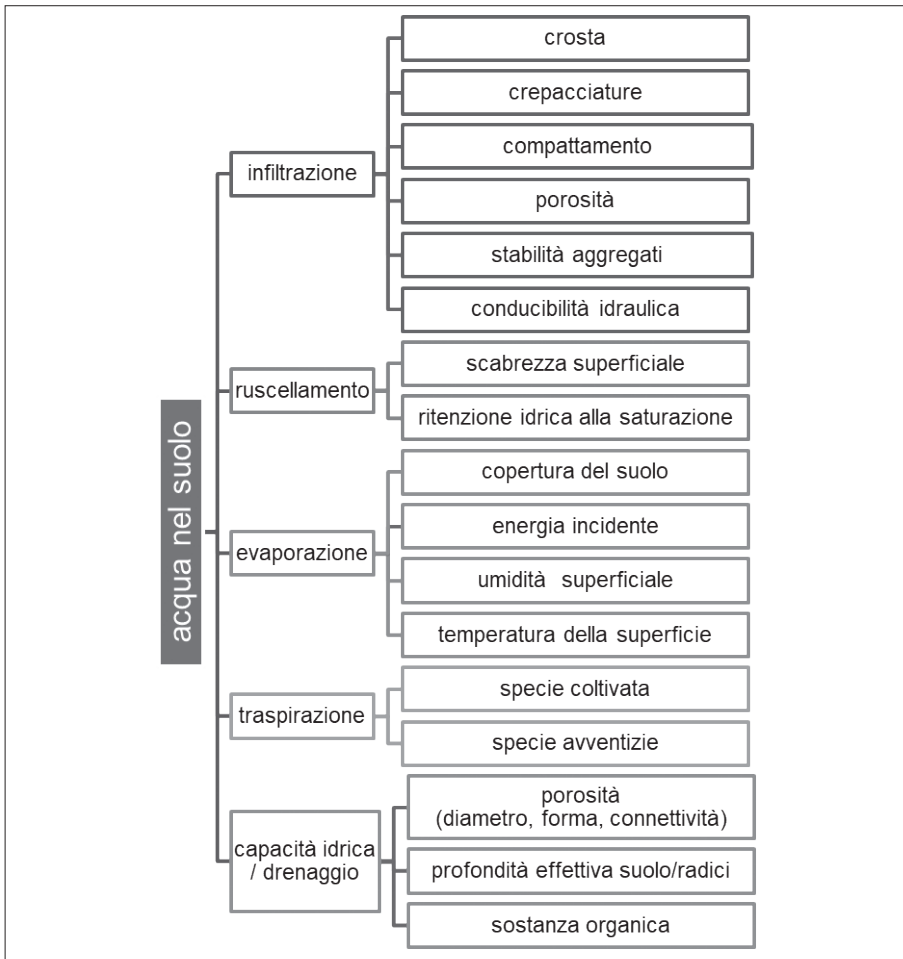 acqua nel suolo
infiltrazione
crosta
crepacciature
compattamento
porosità
stabilità aggregati
conducibilità idraulica
ruscellamento
scabrezza superficiale
ritenzione idrica alla saturazione
evaporazione
copertura del suolo
energia incidente
umidità superficiale
temperatura della superficie
traspirazione
specie coltivata
specie avventizie
capacità idrica
/ drenaggio
porosità
(diametro, forma, connettività)
profondità effettiva suolo/radici
sostanza organica